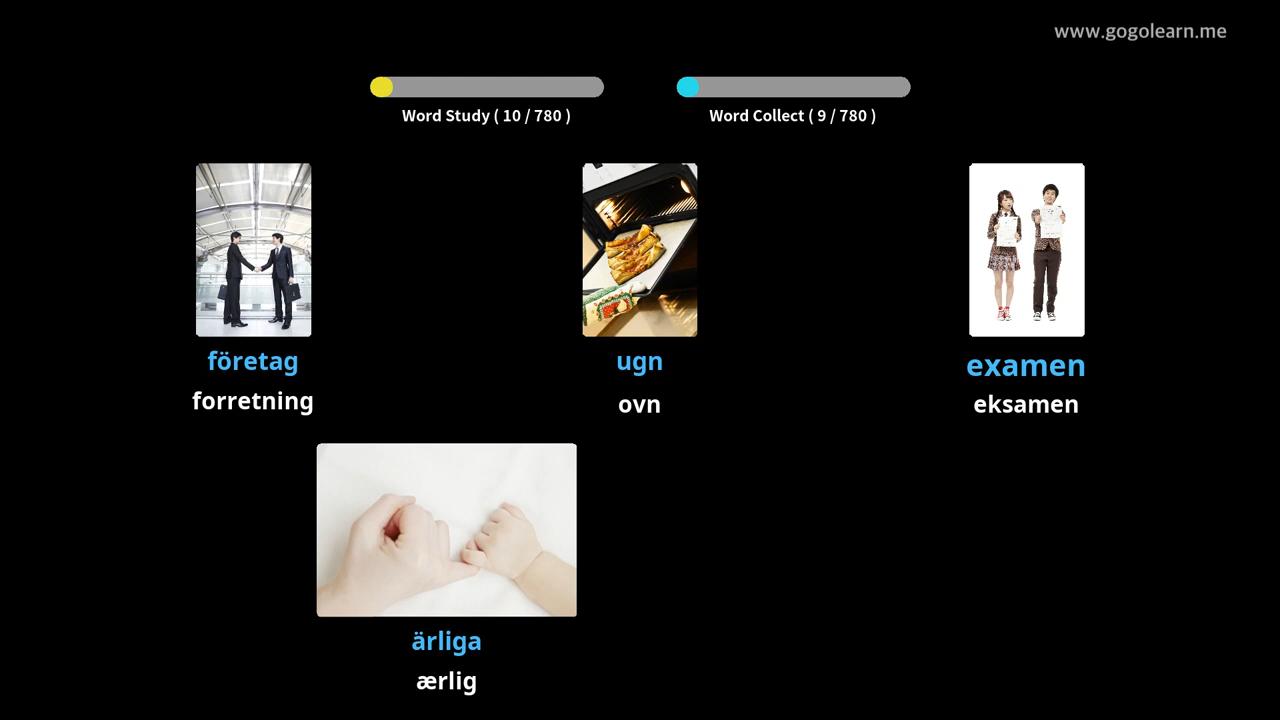 www.gogolearn.me
Word Study ( 10 / 780 )
Word Collect ( 9 / 780 )
företag
forretning
ugn
ovn
examen
eksamen
ärliga
ærlig